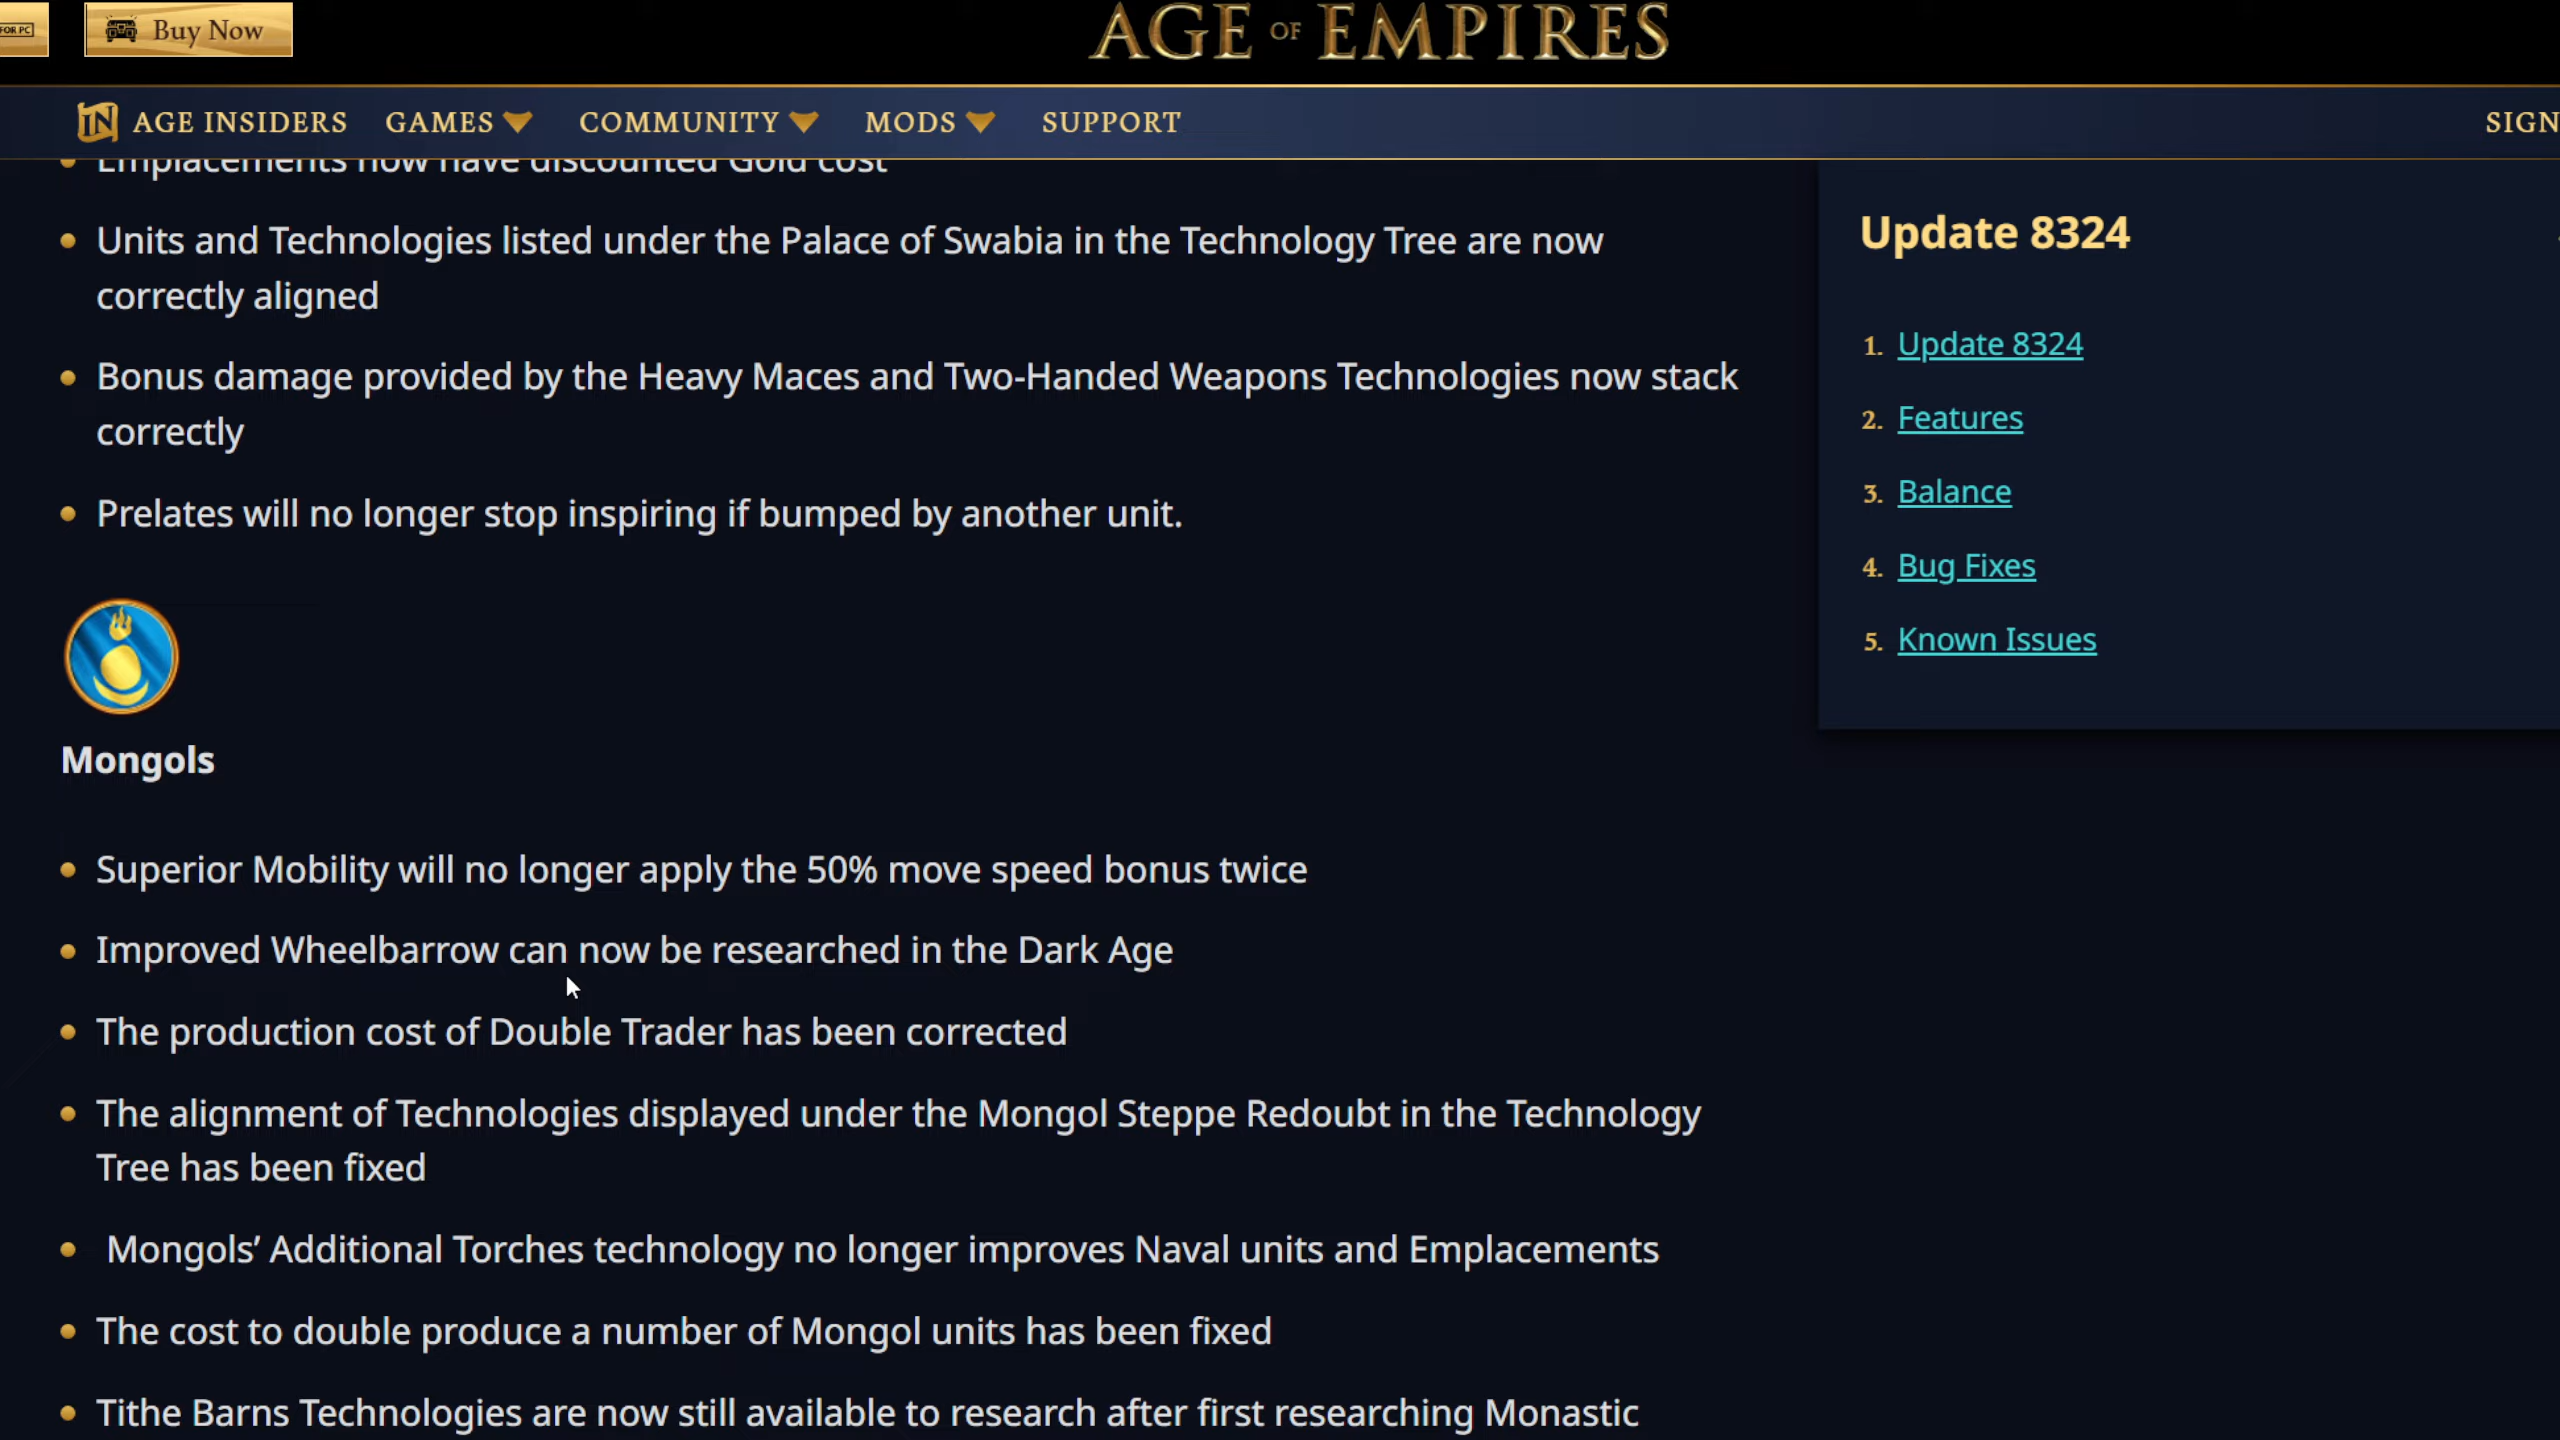 FOR PC
Buy Now
AGE OF EMPIRES
IN AGE INSIDERS GAMES COMMUNITY MODS SUPPORT SIGN
Emplacements now have discounted Gold cost
Units and Technologies listed under the Palace of Swabia in the Technology Tree are now
correctly aligned
Bonus damage provided by the Heavy Maces and Two-Handed Weapons Technologies now stack
correctly
Prelates will no longer stop inspiring if bumped by another unit.
Mongols
Superior Mobility will no longer apply the 50% move speed bonus twice
Improved Wheelbarrow can now be researched in the Dark Age
The production cost of Double Trader has been corrected
The alignment of Technologies displayed under the Mongol Steppe Redoubt in the Technology
Tree has been fixed
Mongols’ Additional Torches technology no longer improves Naval units and Emplacements
The cost to double produce a number of Mongol units has been fixed
Tithe Barns Technologies are now still available to research after first researching Monastic
Update 8324
1. Update 8324
2. Features
3. Balance
4. Bug Fixes
5. Known Issues